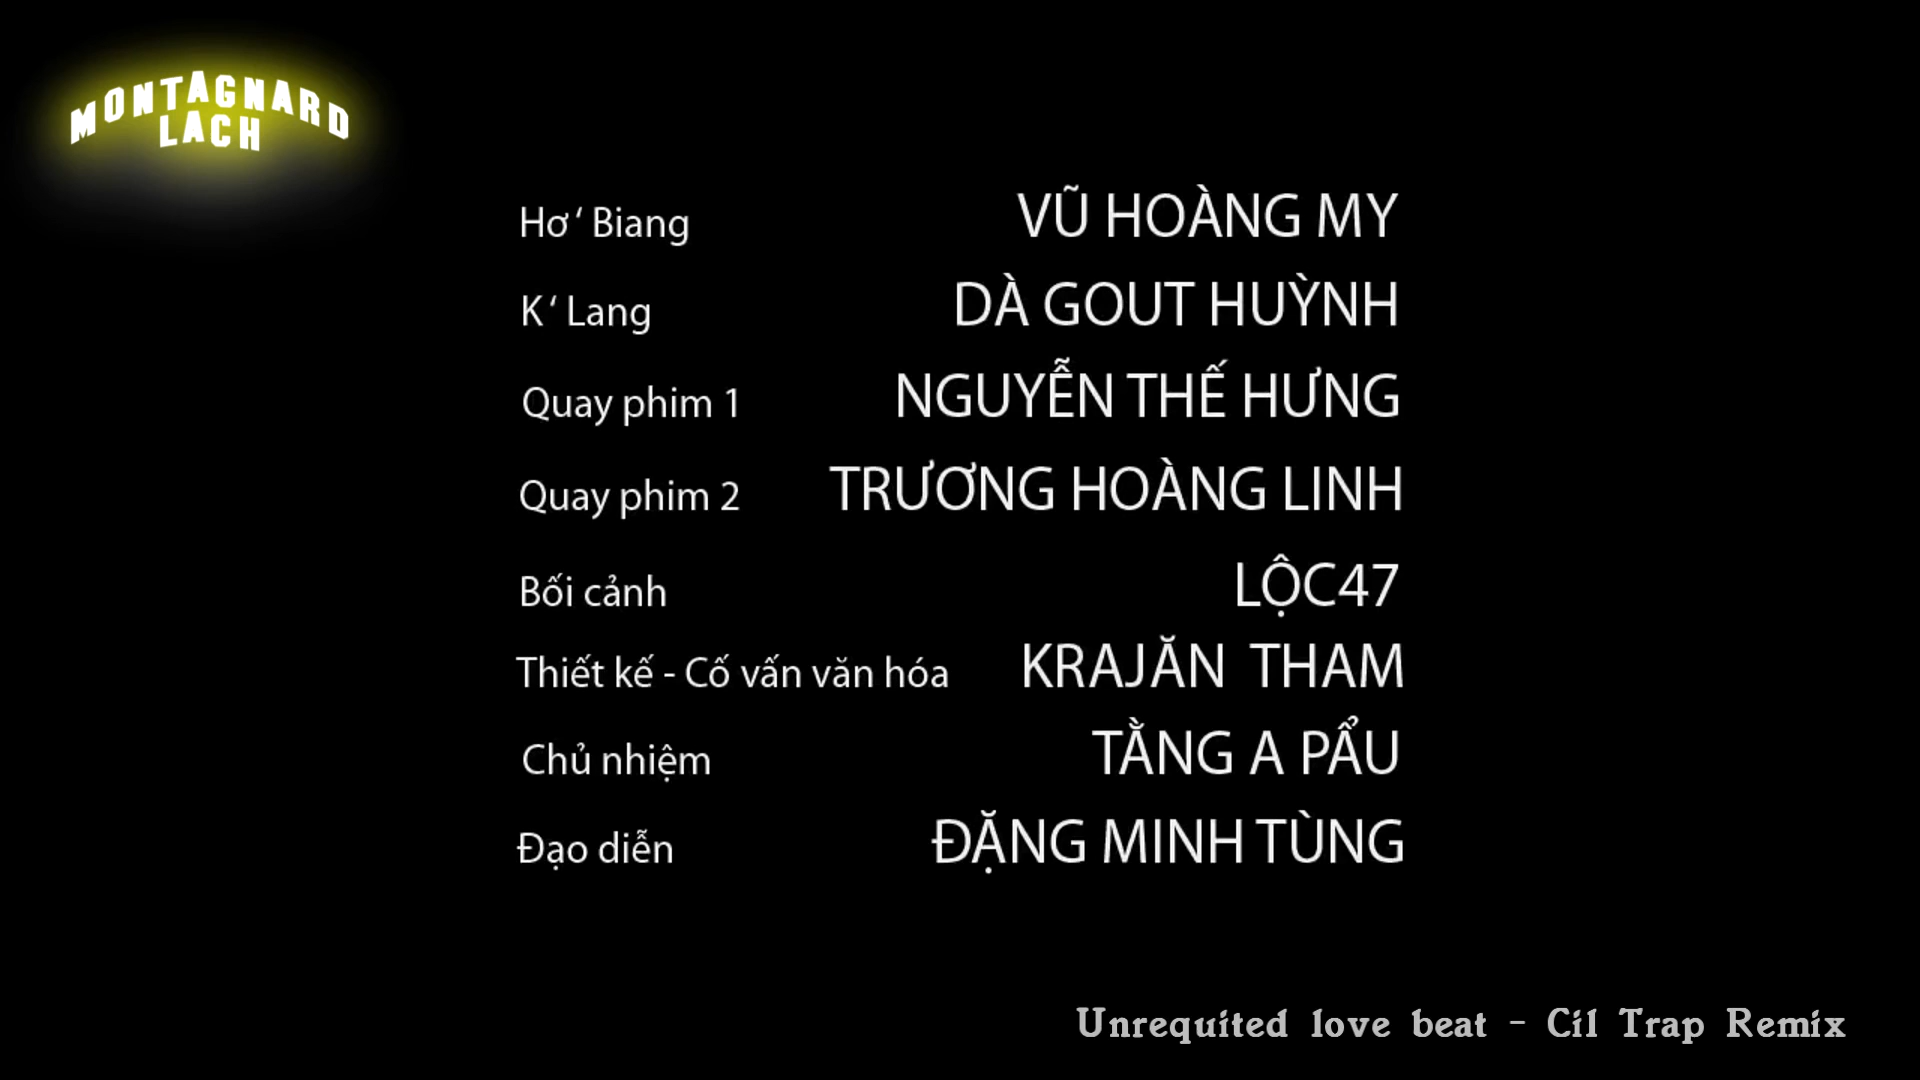 MONTAGNARD
LACH
Hơ ‘ Biang VŨ HOÀNG MY
K ‘ Lang DÀ GOUT HUỲNH
Quay phim 1 NGUYỄN THẾ HƯNG
Quay phim 2 TRƯƠNG HOÀNG LINH
Bối cảnh LỘC47
Thiết kế - Cố vấn văn hóa KRAJĂN THAM
Chủ nhiệm TẰNG A PẨU
Đạo diễn ĐẶNG MINH TÙNG
Unrequited love beat - Cil Trap Remix